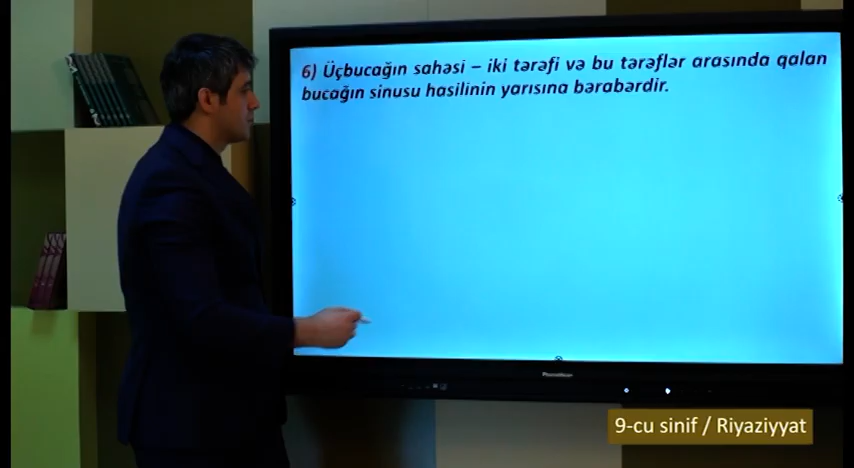 6) Üçbucağın sahəsi – iki tərəfi və bu tərəflər arasında qalan
bucağın sinusu hasilinin yarısına bərabərdir.
Promethean
9-cu sinif / Riyaziyyat